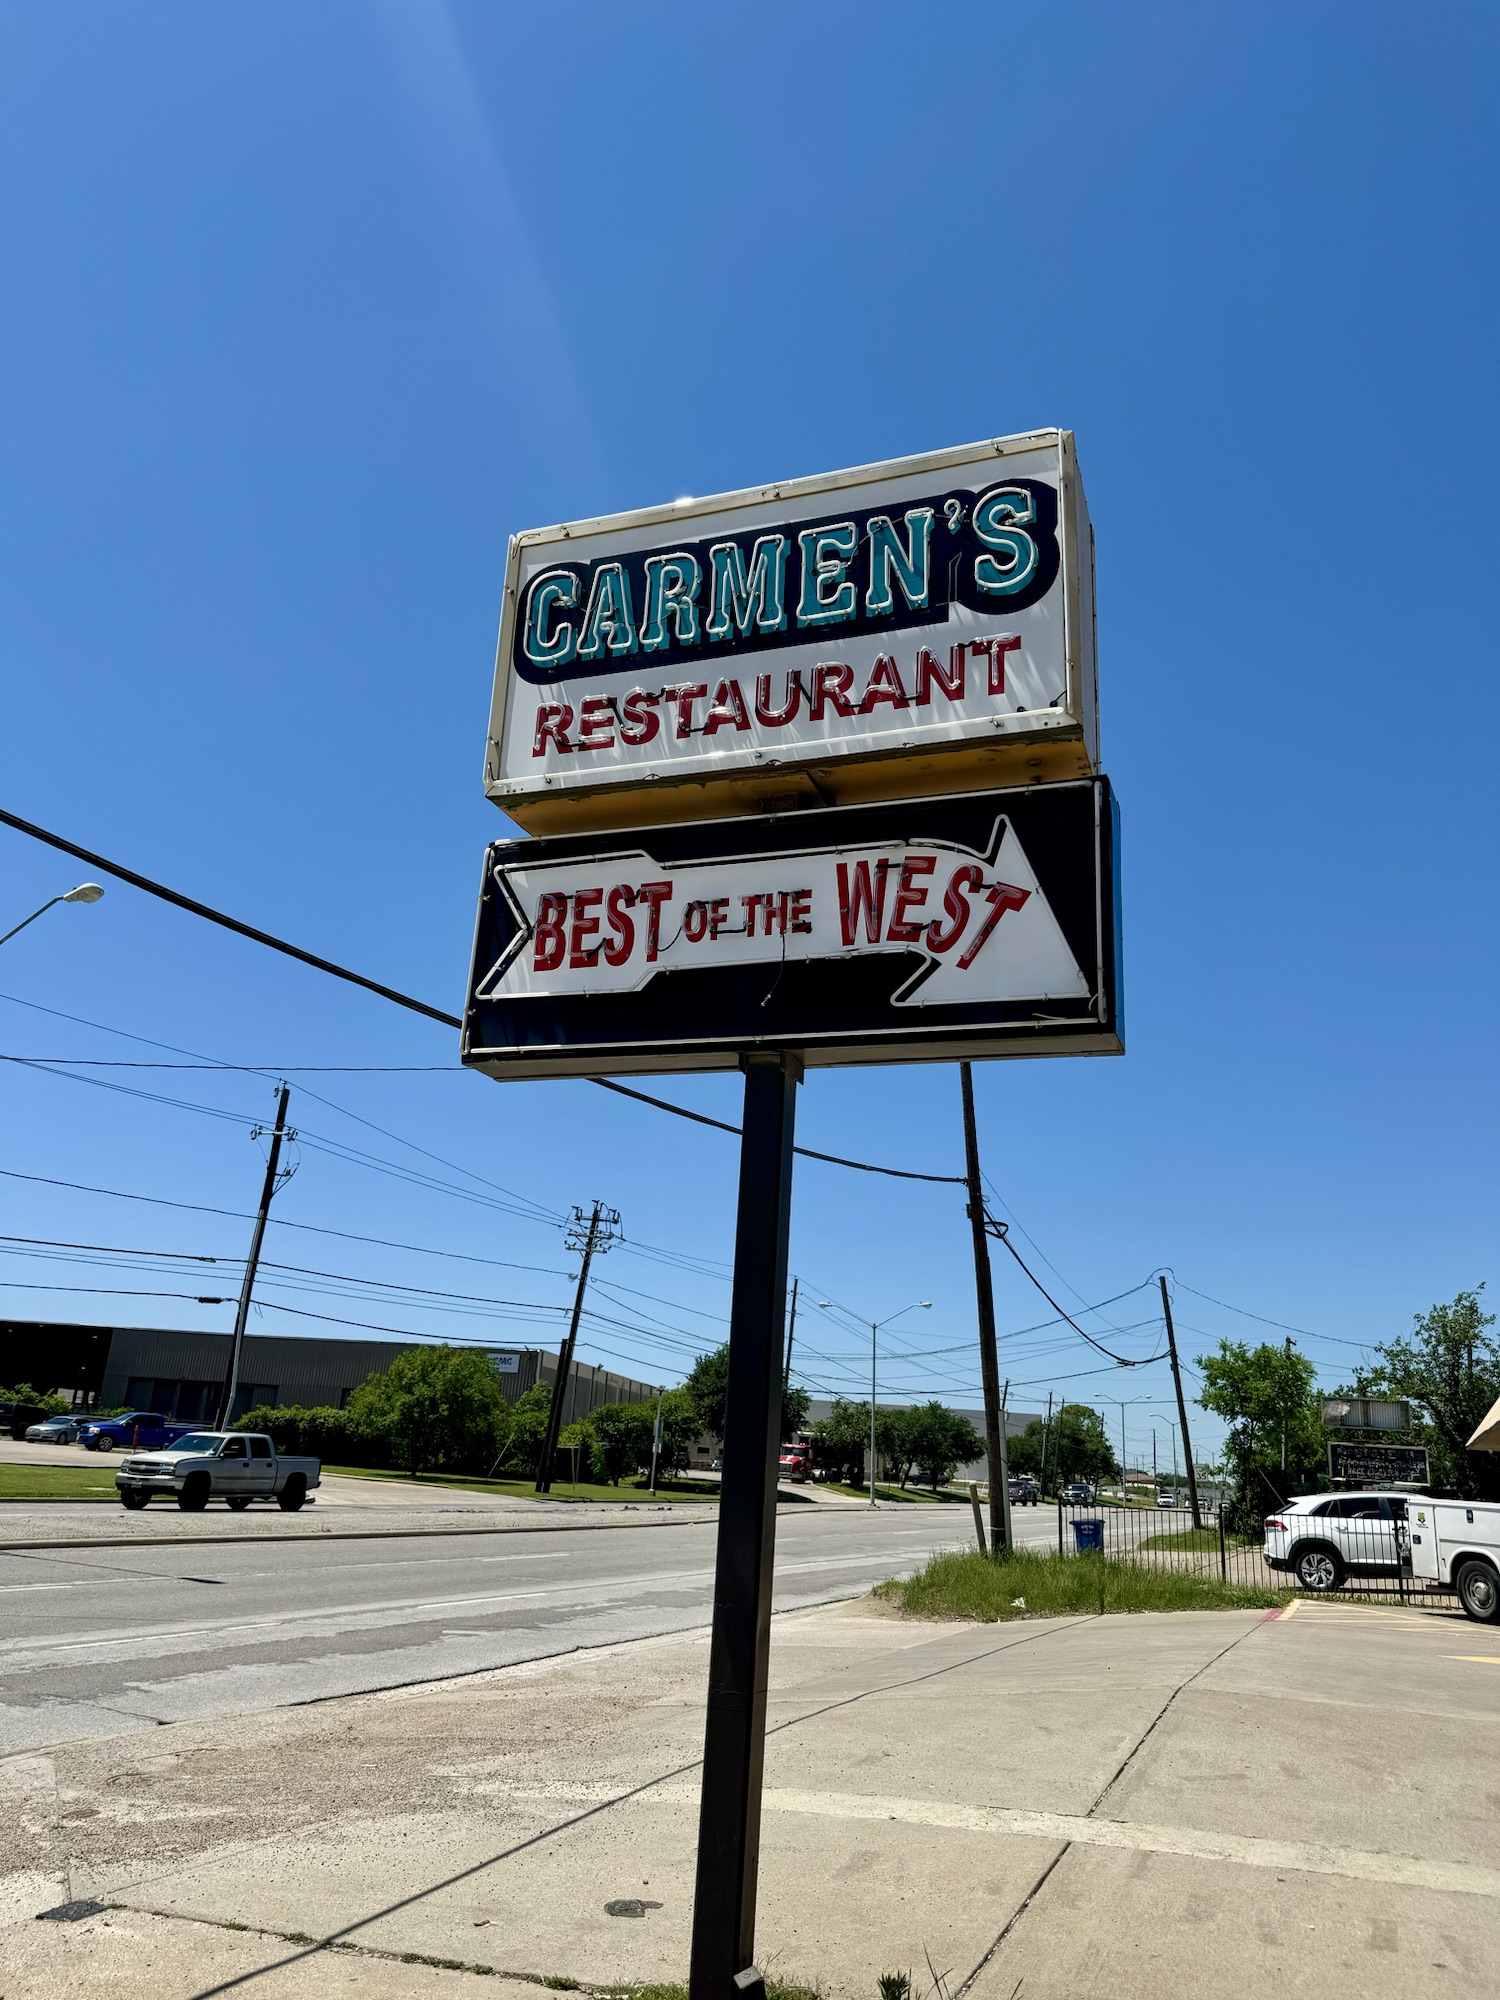 CARMEN'S
RESTAURANT
BEST OF THE WEST